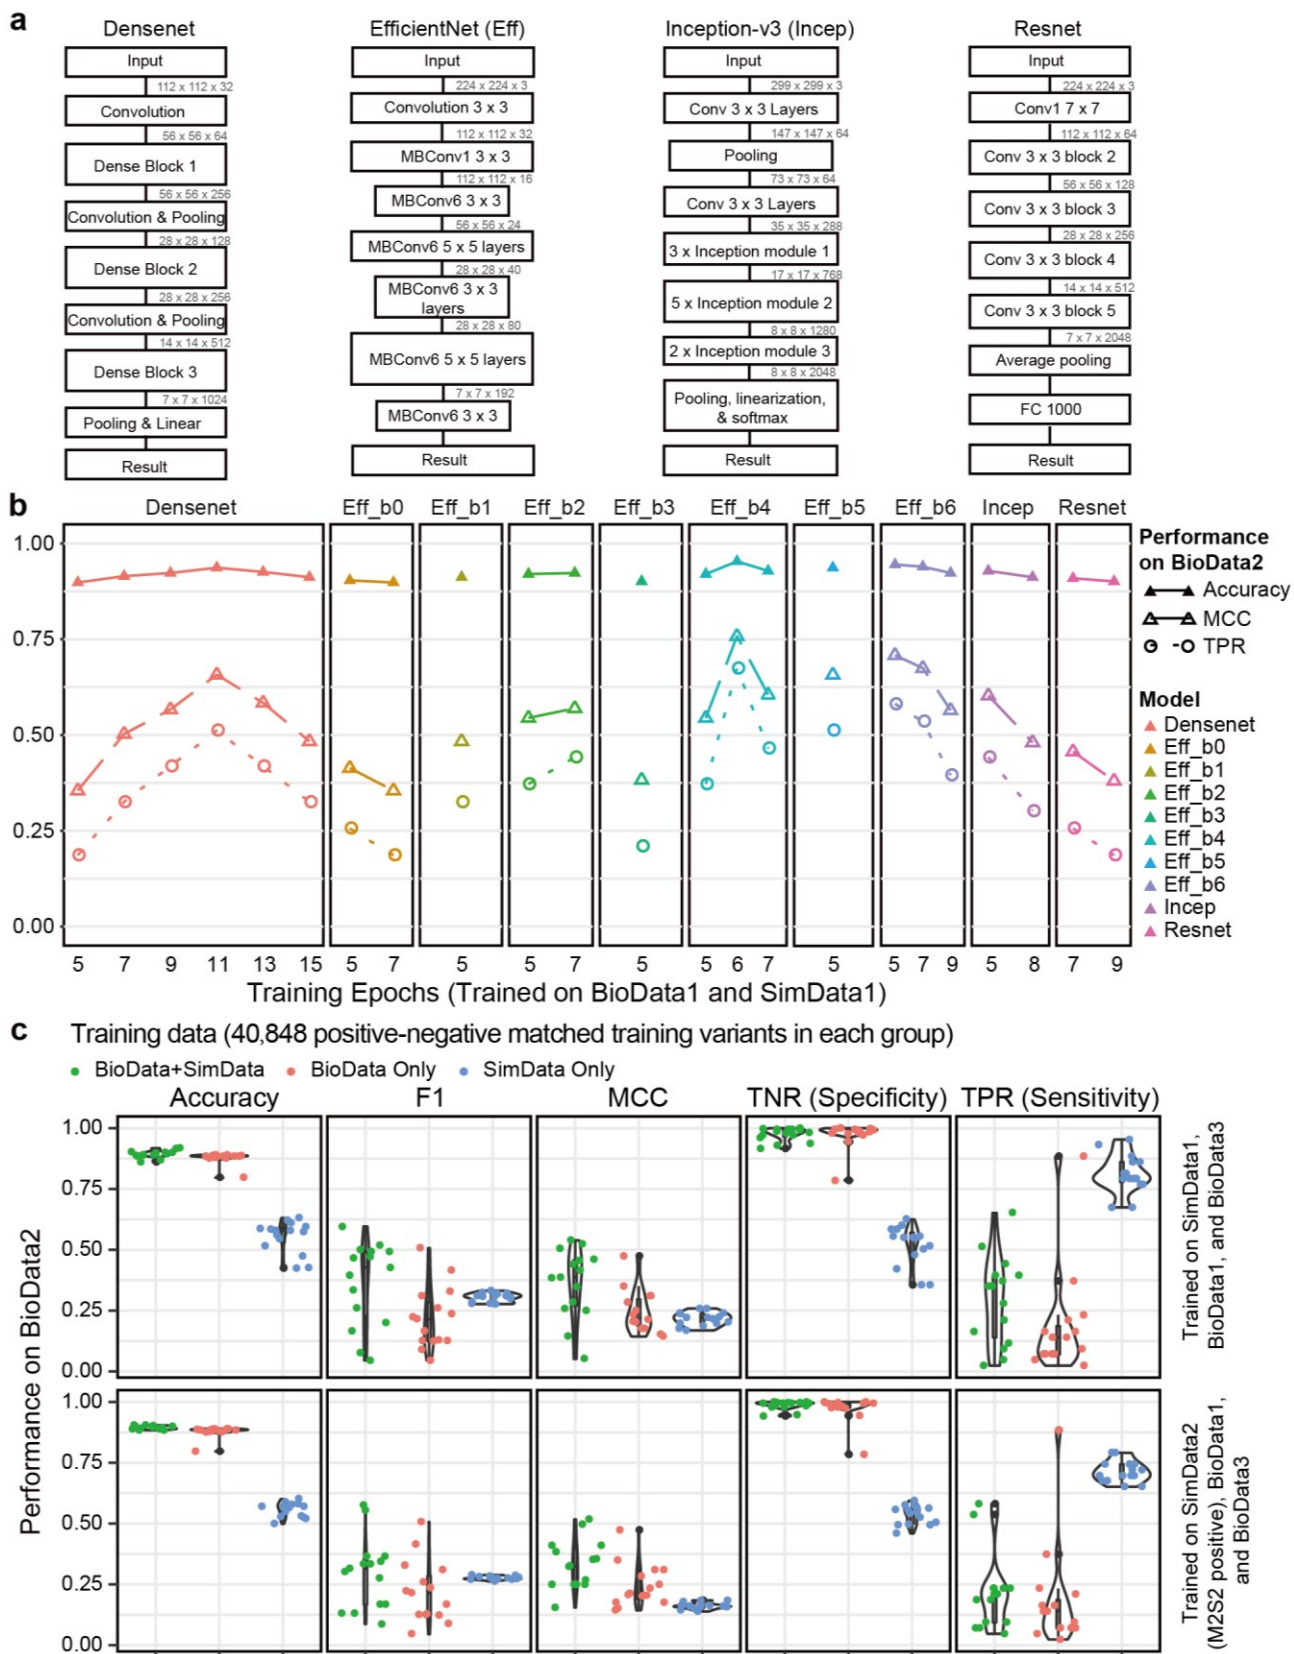 a
Densenet
Input
112 x 112 x 32
Convolution
56 x 56 x 64
Dense Block 1
56 x 56 x 256
Convolution & Pooling
28 x 28 x 128
Dense Block 2
28 x 28 x 256
Convolution & Pooling
14 x 14 x 512
Dense Block 3
7 x 7 x 1024
Pooling & Linear
Result
EfficientNet (Eff)
Input
224 x 224 x 3
Convolution 3 x 3
112 x 112 x 32
MBConv1 3 x 3
112 x 112 x 16
MBConv6 3 x 3
56 x 56 x 24
MBConv6 5 x 5 layers
28 x 28 x 40
MBConv6 3 x 3
layers
28 x 28 x 80
MBConv6 5 x 5 layers
7 x 7 x 192
MBConv6 3 x 3
Result
Inception-v3 (Incep)
Input
299 x 299 x 3
Conv 3 x 3 Layers
147 x 147 x 64
Pooling
73 x 73 x 64
Conv 3 x 3 Layers
35 x 35 x 288
3 x Inception module 1
17 x 17 x 768
5 x Inception module 2
8 x 8 x 1280
2 x Inception module 3
8 x 8 x 2048
Pooling, linearization,
& softmax
Result
Resnet
Input
224 x 224 x 3
Conv1 7 x 7
112 x 112 x 64
Conv 3 x 3 block 2
56 x 56 x 128
Conv 3 x 3 block 3
28 x 28 x 256
Conv 3 x 3 block 4
14 x 14 x 512
Conv 3 x 3 block 5
7 x 7 x 2048
Average pooling
FC 1000
Result
b
Densenet Eff_b0 Eff_b1 Eff_b2 Eff_b3 Eff_b4 Eff_b5 Eff_b6 Incep Resnet
1.00
0.75
0.50
0.25
0.00
5 7 9 11 13 15 5 7 5 5 7 5 5 6 7 5 5 7 9 5 8 7 9
Training Epochs (Trained on BioData1 and SimData1)
Performance
on BioData2
Accuracy
MCC
TPR
Model
Densenet
Eff_b0
Eff_b1
Eff_b2
Eff_b3
Eff_b4
Eff_b5
Eff_b6
Incep
Resnet
c
Training data (40,848 positive-negative matched training variants in each group)
BioData+SimData BioData Only SimData Only
Accuracy F1 MCC TNR (Specificity) TPR (Sensitivity)
Performance on BioData2
1.00
0.75
0.50
0.25
0.00
Trained on SimData1,
BioData1, and BioData3
1.00
0.75
0.50
0.25
0.00
Trained on SimData2
(M2S2 positive), BioData1,
and BioData3